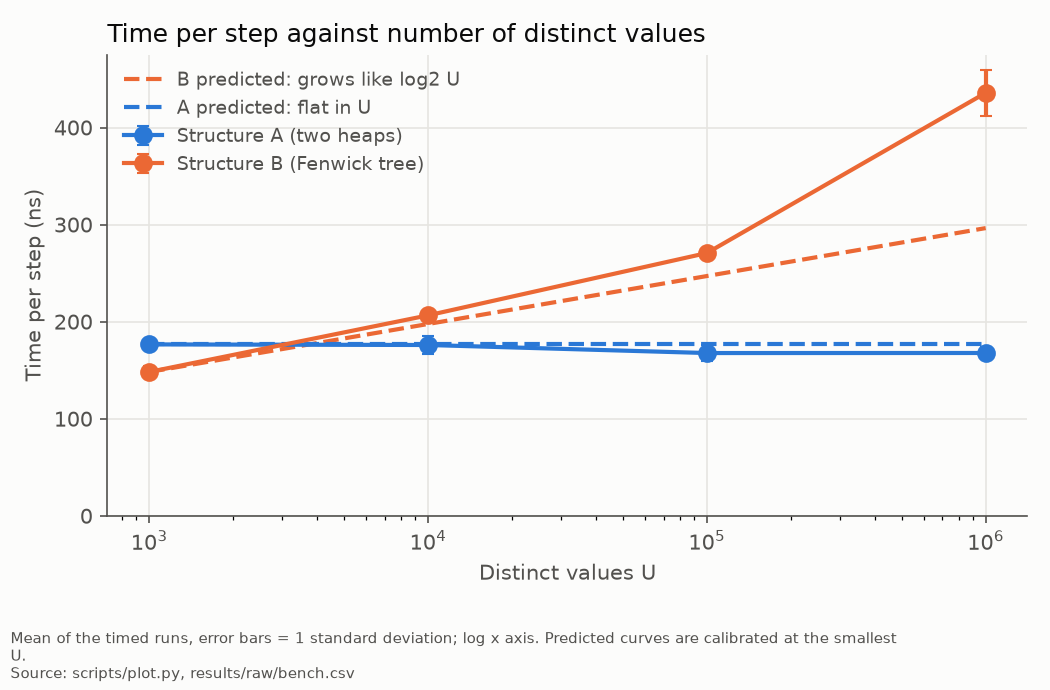 Time per step against number of distinct values
B predicted: grows like log2 U
A predicted: flat in U
Structure A (two heaps)
Structure B (Fenwick tree)
Time per step (ns)
400
300
200
100
0
10³
10⁴
10⁵
10⁶
Distinct values U
Mean of the timed runs, error bars = 1 standard deviation; log x axis. Predicted curves are calibrated at the smallest
U.
Source: scripts/plot.py, results/raw/bench.csv